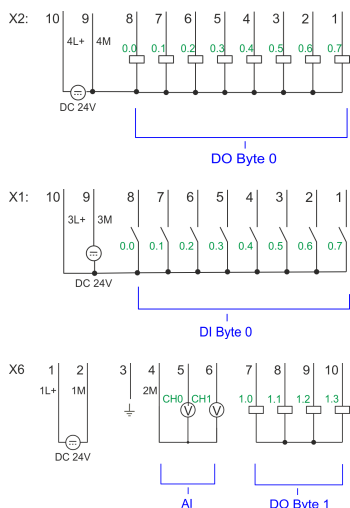 X2: 10 9 8 7 6 5 4 3 2 1
4L+ 4M
0.0 0.1 0.2 0.3 0.4 0.5 0.6 0.7
DC 24V
DO Byte 0
X1: 10 9 8 7 6 5 4 3 2 1
3L+ 3M
0.0 0.1 0.2 0.3 0.4 0.5 0.6 0.7
DC 24V
DI Byte 0
X6 1 2 3 4 5 6 7 8 9 10
1L+ 1M 2M CH0 CH1 1.0 1.1 1.2 1.3
V V
DC 24V
AI DO Byte 1